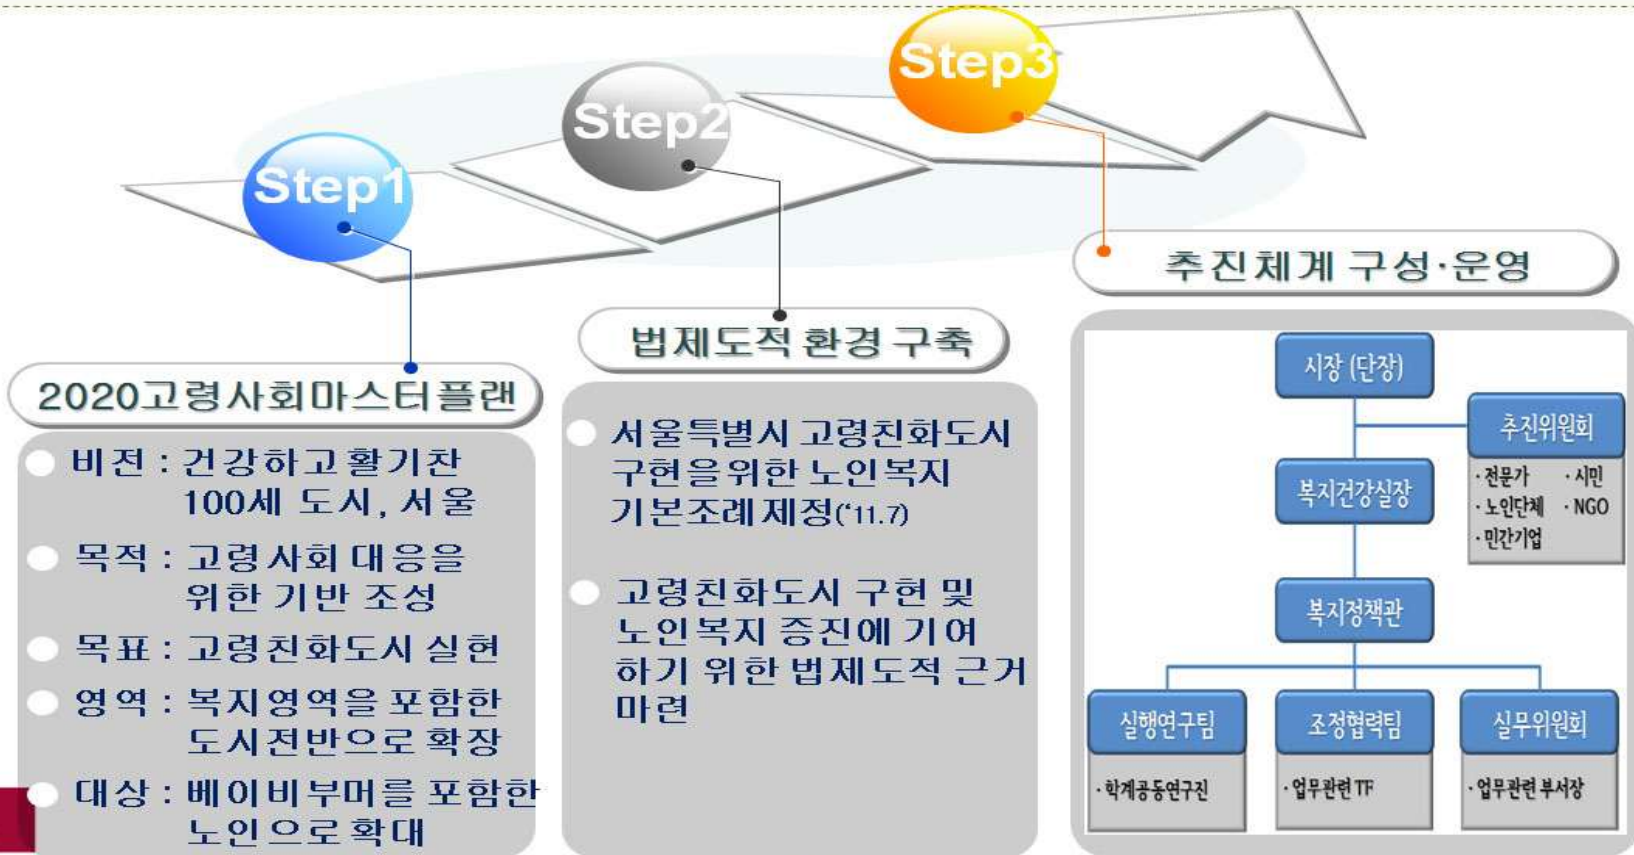 Step1
Step2
Step3
2020고령사회마스터플랜
비전 : 건강하고 활기찬
100세 도시, 서울
목적 : 고령사회 대응을
위한 기반 조성
목표 : 고령친화도시 실현
영역 : 복지영역을 포함한
도시전반으로 확장
대상 : 베이비부머를 포함한
노인으로 확대
법제도적 환경 구축
서울특별시 고령친화도시
구현을위한 노인복지
기본조례 제정(‘11.7)
고령친화도시 구현 및
노인복지 증진에 기여
하기 위한 법제도적 근거
마련
추진체계 구성·운영
시장 (단장)
추진위원회
· 전문가 · 시민
· 노인단체 · NGO
· 민간기업
복지건강실장
복지정책관
실행연구팀
· 학계공동연구진
조정협력팀
· 업무관련 TF
실무위원회
· 업무관련 부서장